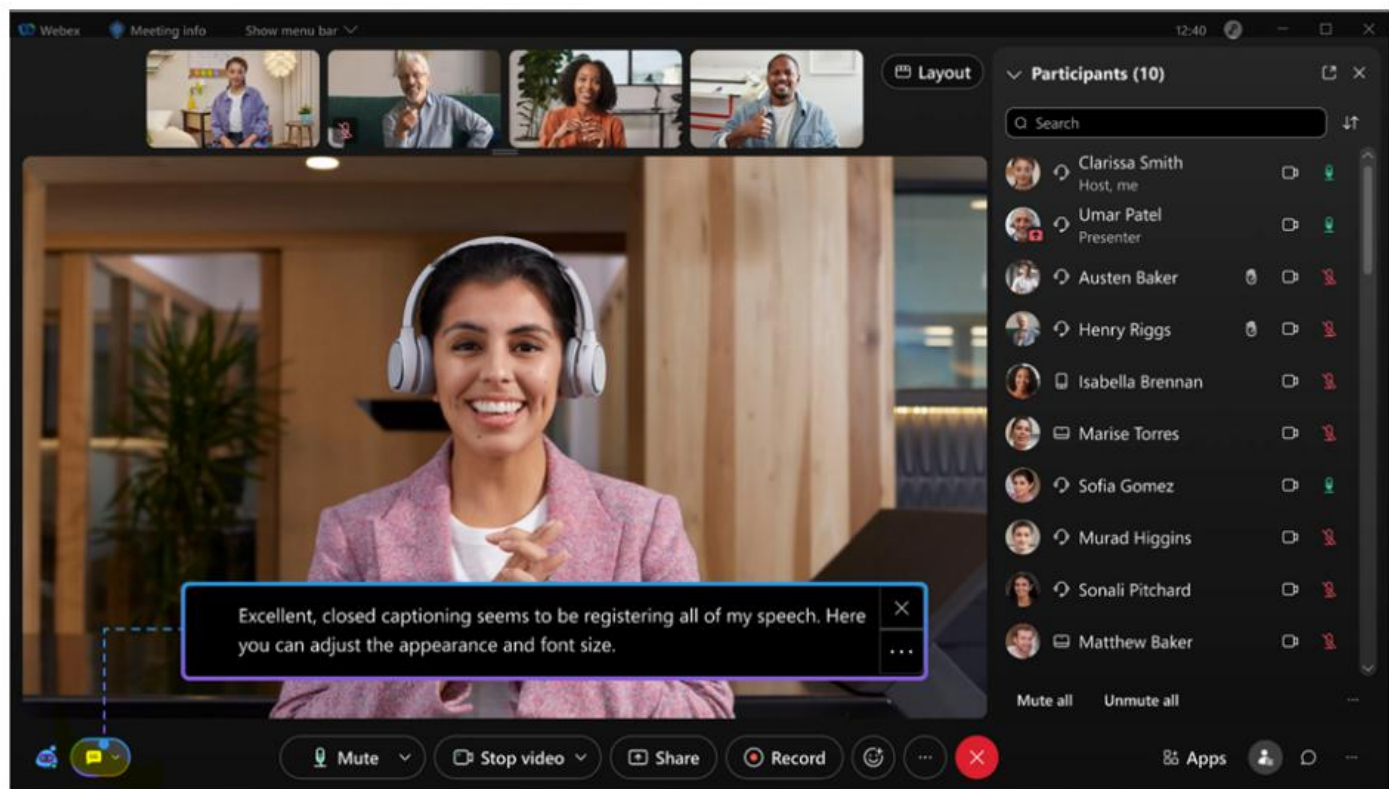 Webex Meeting info Show menu bar 12:40
Layout
Participants (10)
Search
Clarissa Smith
Host, me
Umar Patel
Presenter
Austen Baker
Henry Riggs
Isabella Brennan
Marise Torres
Sofia Gomez
Murad Higgins
Sonali Pitchard
Matthew Baker
Mute all Unmute all
Excellent, closed captioning seems to be registering all of my speech. Here
you can adjust the appearance and font size.
Mute Stop video Share Record Apps